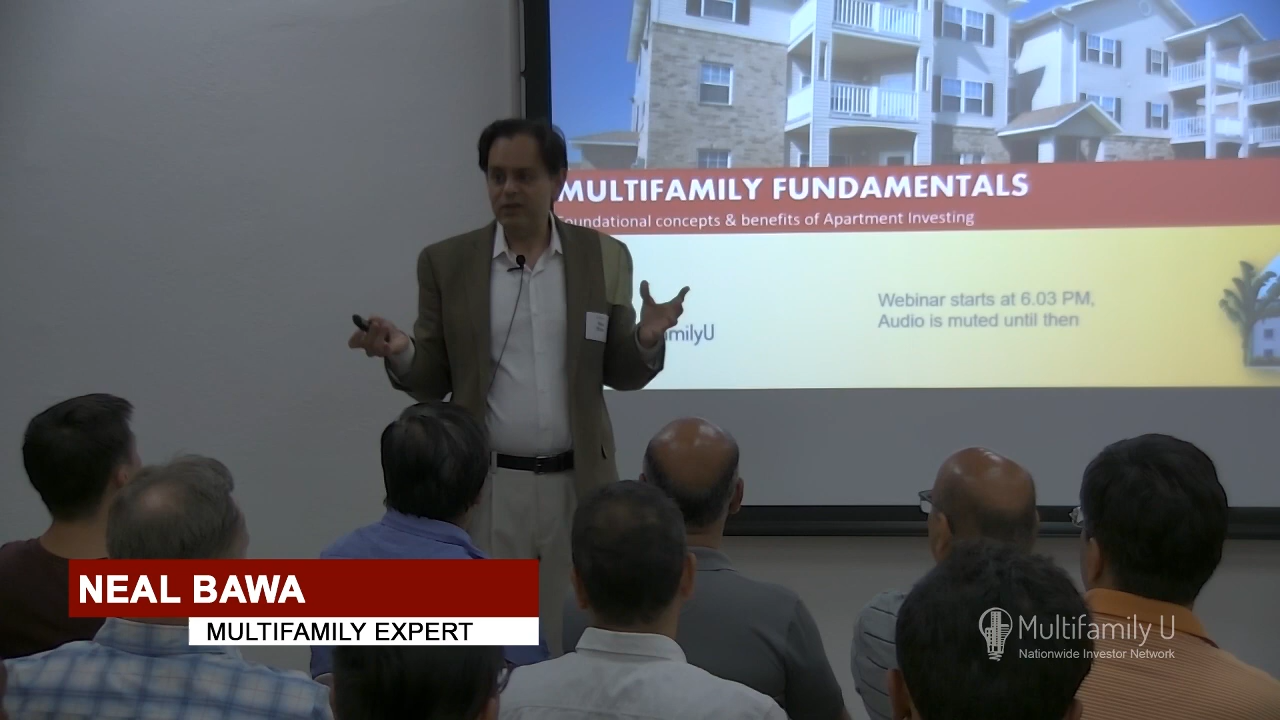 MULTIFAMILY FUNDAMENTALS
Foundational concepts & benefits of Apartment Investing
Webinar starts at 6.03 PM,
Audio is muted until then
milyU
NEAL BAWA
MULTIFAMILY EXPERT
Multifamily U
Nationwide Investor Network